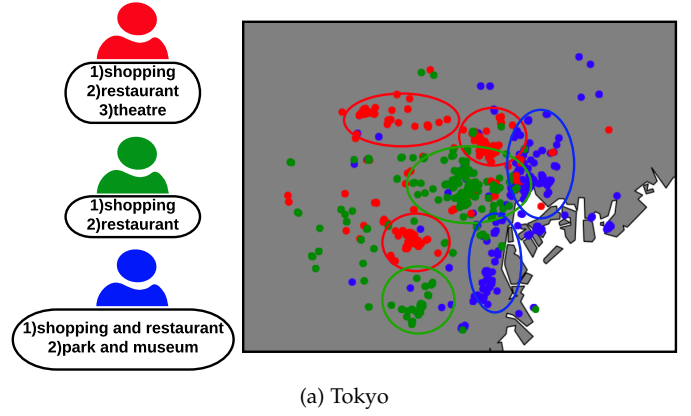 1)shopping
2)restaurant
3)theatre
1)shopping
2)restaurant
1)shopping and restaurant
2)park and museum
(a) Tokyo